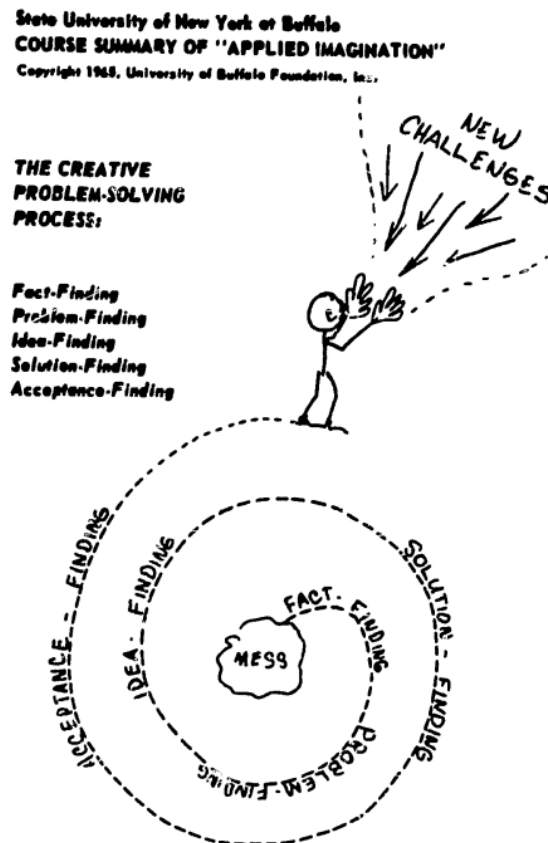 State University of New York at Buffalo
COURSE SUMMARY OF "APPLIED IMAGINATION"
Copyright 1965, University of Buffalo Foundation, Inc.
NEW
CHALLENGES
THE CREATIVE
PROBLEM-SOLVING
PROCESS:
Fact-Finding
Problem-Finding
Idea-Finding
Solution-Finding
Acceptance-Finding
MESS
FACT-FINDING
PROBLEM-FINDING
IDEA-FINDING
SOLUTION-FINDING
ACCEPTANCE-FINDING